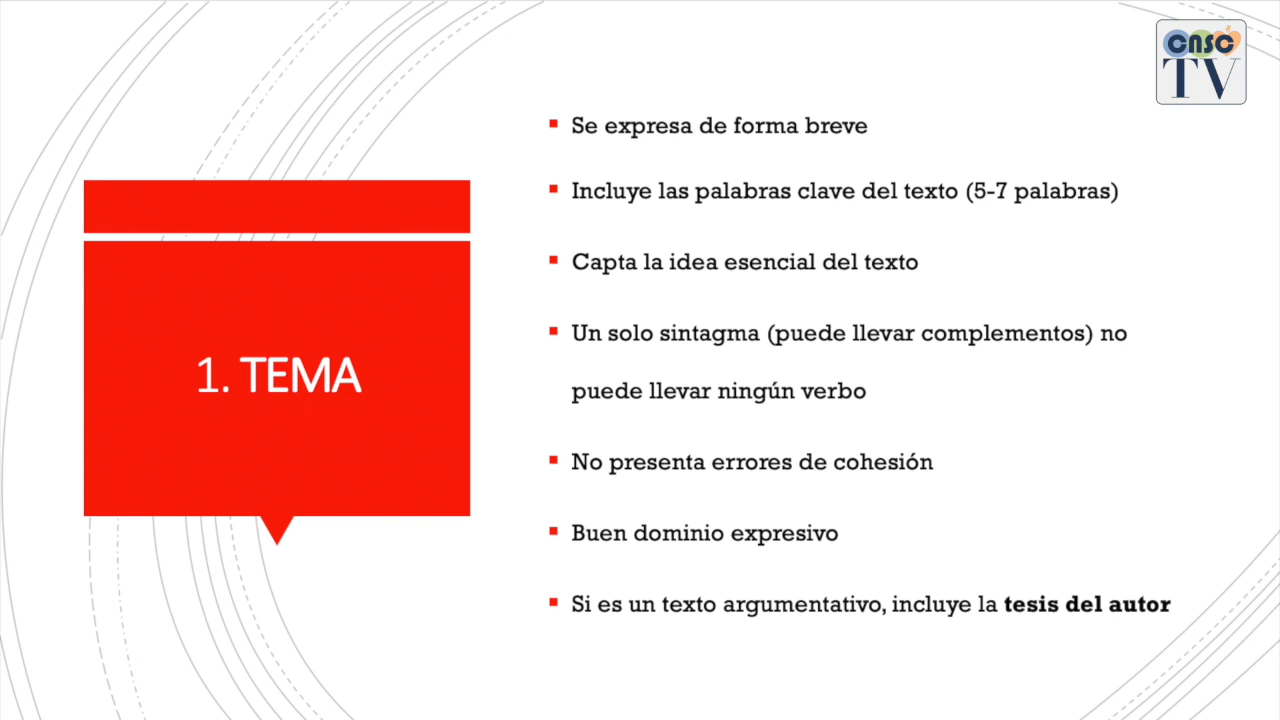 cnsc
TV
Se expresa de forma breve
Incluye las palabras clave del texto (5-7 palabras)
Capta la idea esencial del texto
Un solo sintagma (puede llevar complementos) no
puede llevar ningún verbo
1. TEMA
No presenta errores de cohesión
Buen dominio expresivo
Si es un texto argumentativo, incluye la tesis del autor